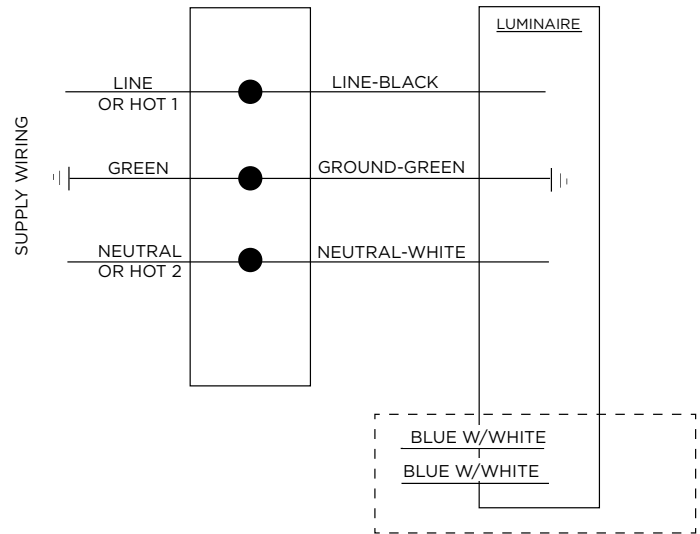 LUMINAIRE
LINE
OR HOT 1
LINE-BLACK
SUPPLY WIRING
GREEN
GROUND-GREEN
NEUTRAL
OR HOT 2
NEUTRAL-WHITE
BLUE W/WHITE
BLUE W/WHITE